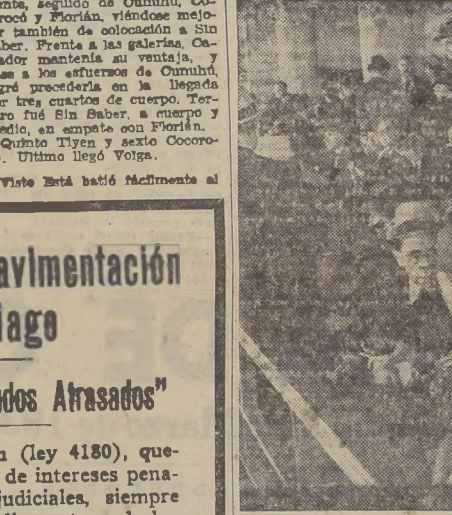 ente, seguido de Cumuhú, Co-
rocó y Florián, viéndose mejo-
r también de colocación a Sin
ber. Frente a las galerías, Ca-
ador mantenía su ventaja, y
se a los esfuerzos de Cumuhú,
gró precederla en la llegada
r tres cuartos de cuerpo. Ter-
ro fué Sin Saber, a cuerpo y
edio, en empate con Florián.
Quinto Tiyen y sexto Cocoro-
. Ultimo llegó Volga.
Viste Está batió fácilmente al
avimentación
iago
dos Atrasados"
n (ley 4180), que-
de intereses pena-
judiciales, siempre